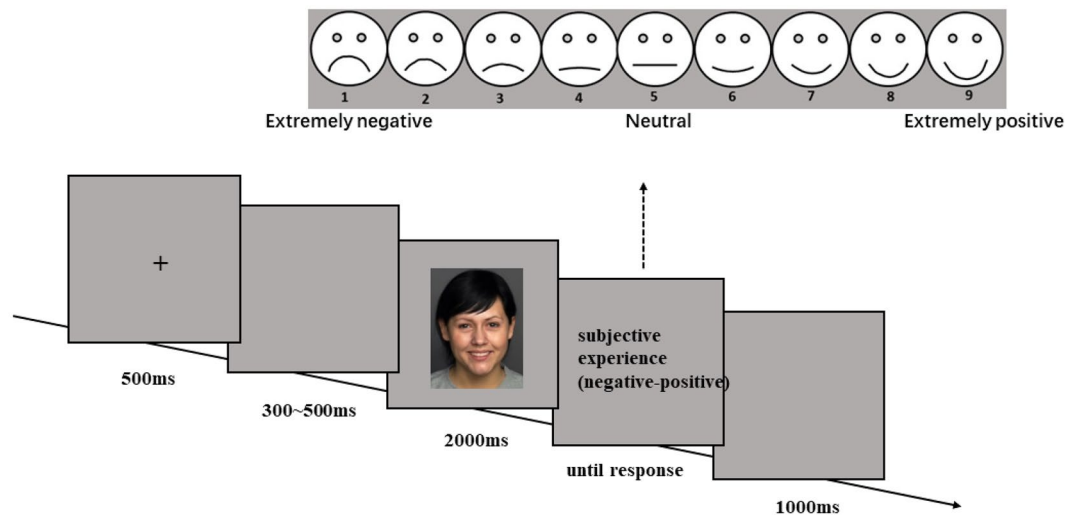 1 2 3 4 5 6 7 8 9
Extremely negative Neutral Extremely positive
+
500ms
300~500ms
2000ms
subjective
experience
(negative-positive)
until response
1000ms